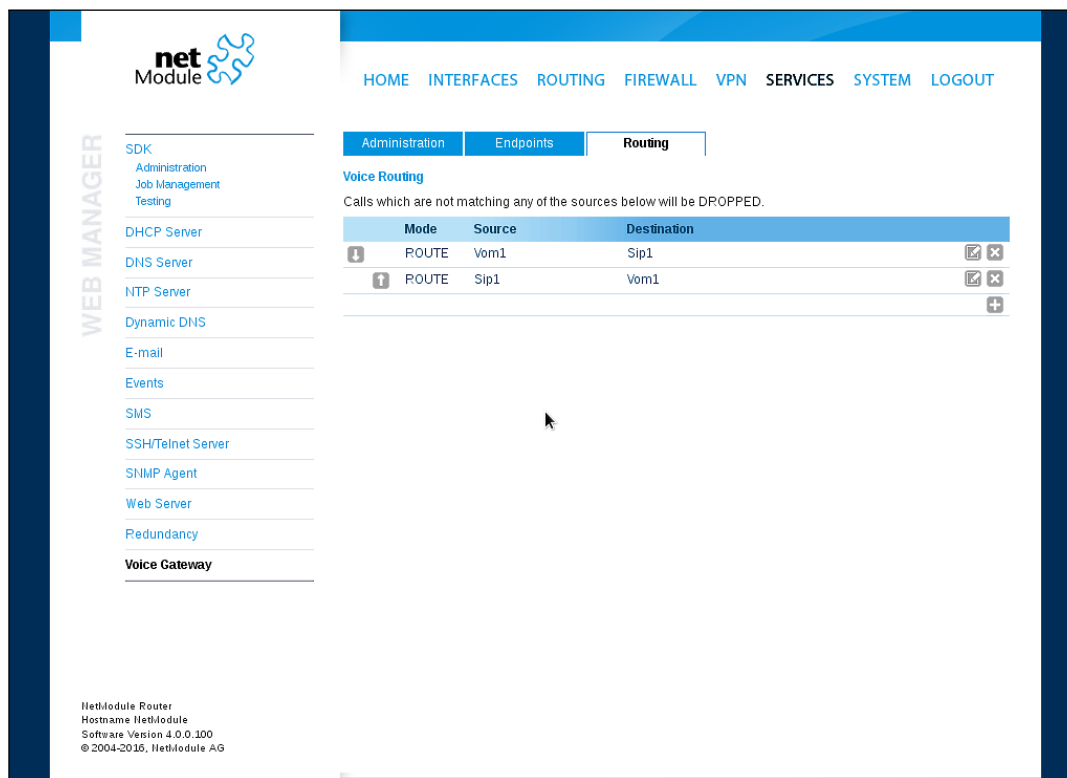 net
Module
HOME INTERFACES ROUTING FIREWALL VPN SERVICES SYSTEM LOGOUT
WEB MANAGER
SDK
Administration
Job Management
Testing
DHCP Server
DNS Server
NTP Server
Dynamic DNS
E-mail
Events
SMS
SSH/Telnet Server
SNMP Agent
Web Server
Redundancy
Voice Gateway
Administration Endpoints Routing
Voice Routing
Calls which are not matching any of the sources below will be DROPPED.
Mode Source Destination
ROUTE Vom1 Sip1
ROUTE Sip1 Vom1
NetModule Router
Hostname NetModule
Software Version 4.0.0.100
© 2004-2016, NetModule AG